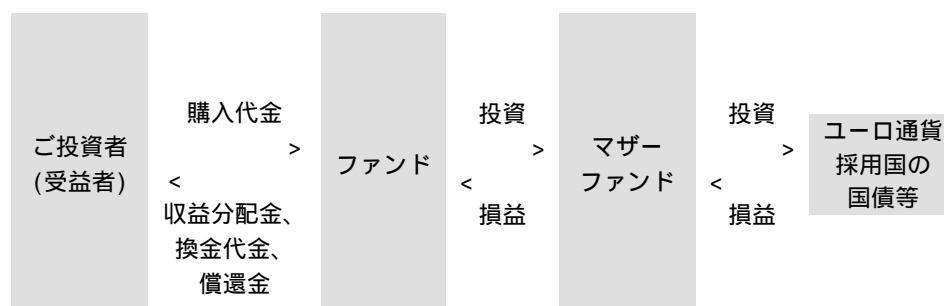 ご投資者
(受益者)
購入代金
>
<
収益分配金、
換金代金、
償還金
ファンド
投資
>
<
損益
マザー
ファンド
投資
>
<
損益
ユーロ通貨
採用国の
国債等